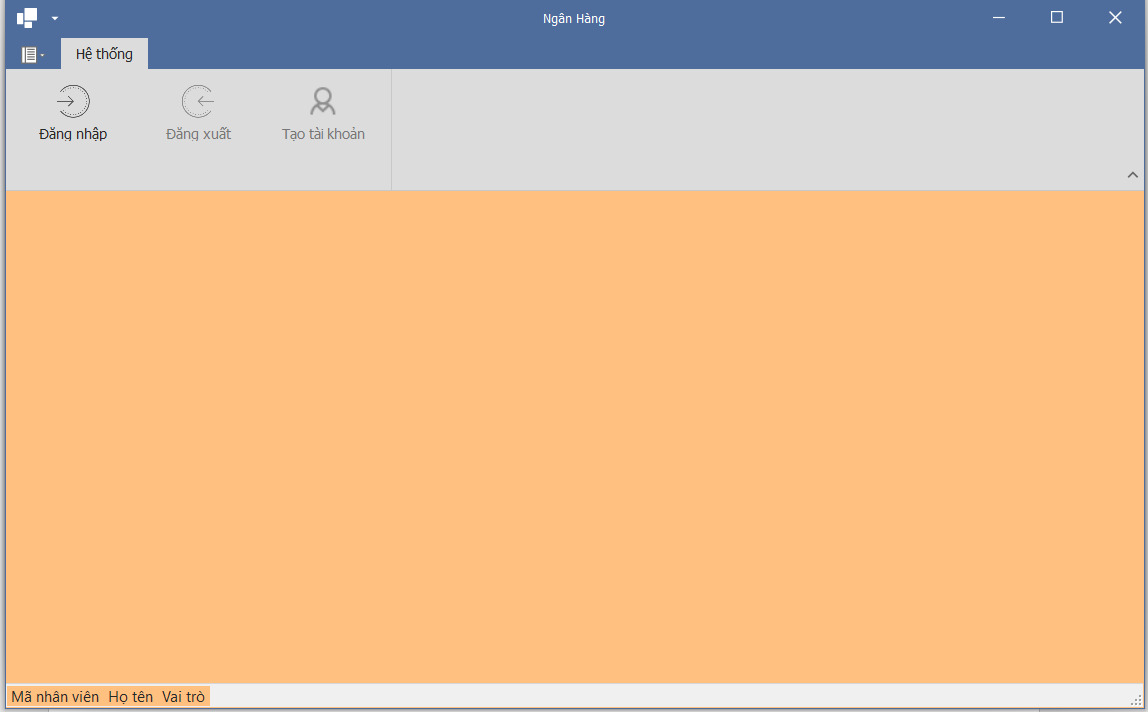 Ngân Hàng
Hệ thống
Đăng nhập Đăng xuất Tạo tài khoản
Mã nhân viên Họ tên Vai trò